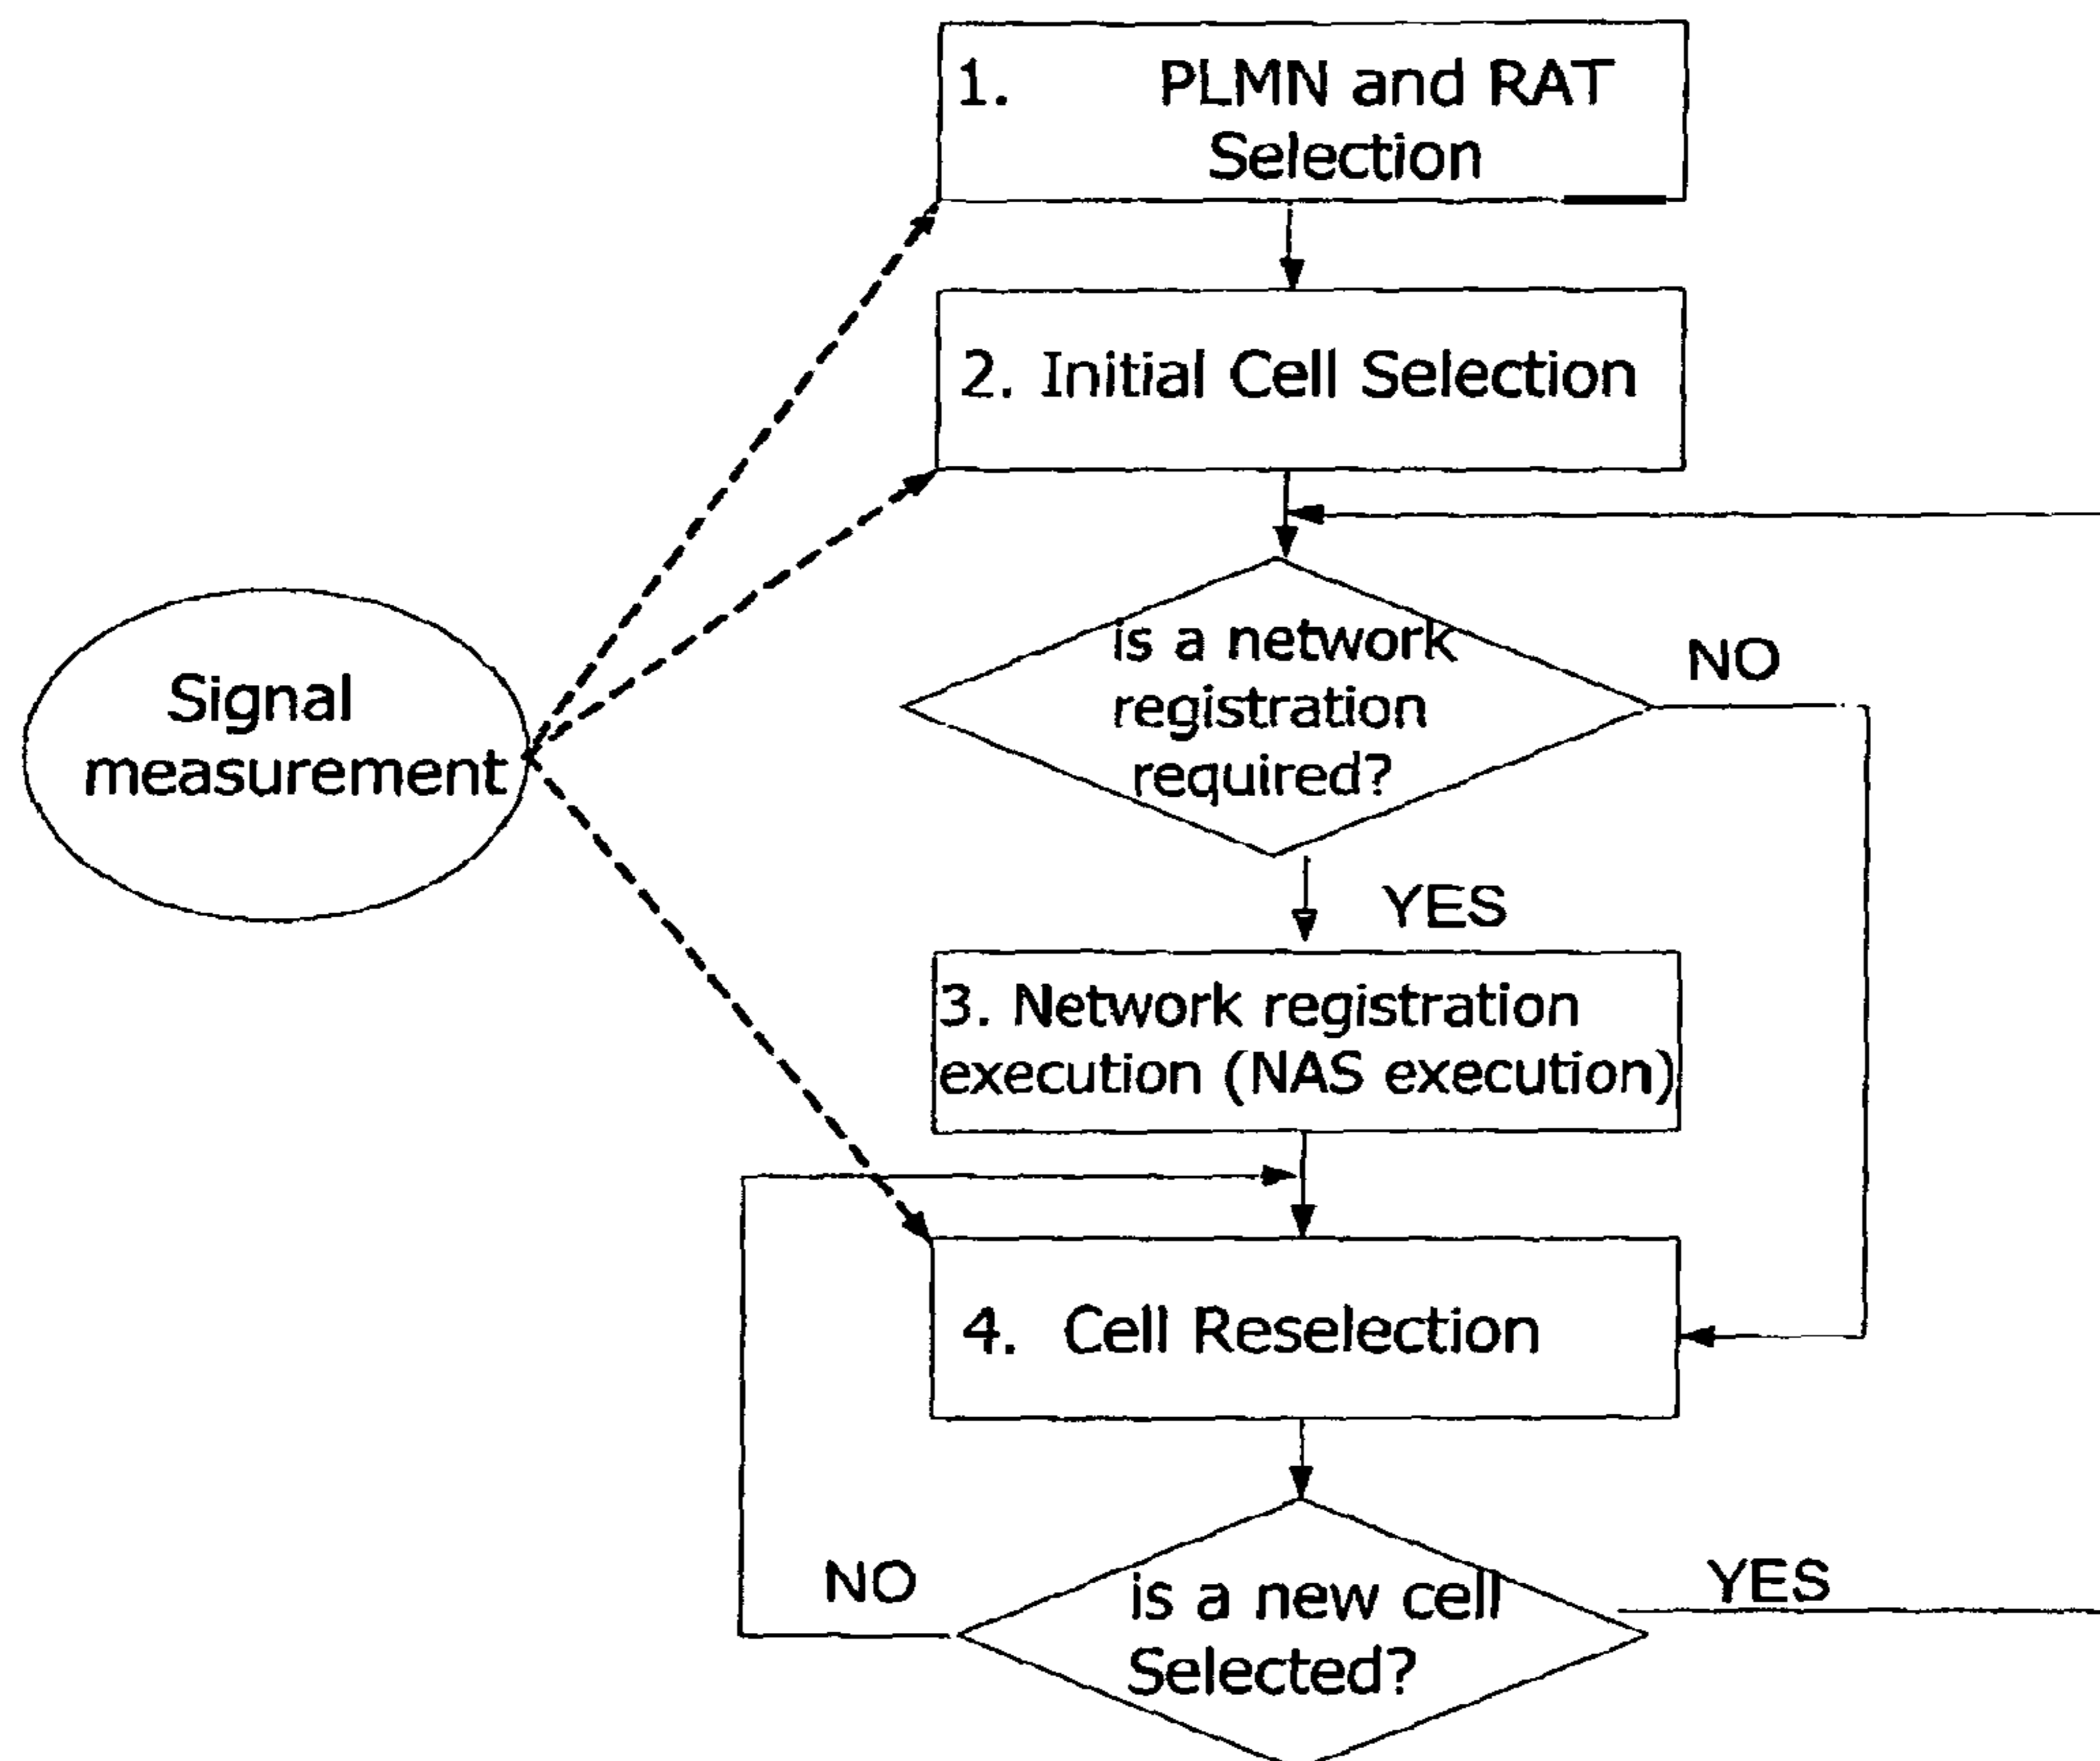 1. PLMN and RAT
Selection
2. Initial Cell Selection
is a network
registration
required?
NO
Signal
measurement
YES
3. Network registration
execution (NAS execution)
4. Cell Reselection
NO
is a new cell
Selected?
YES